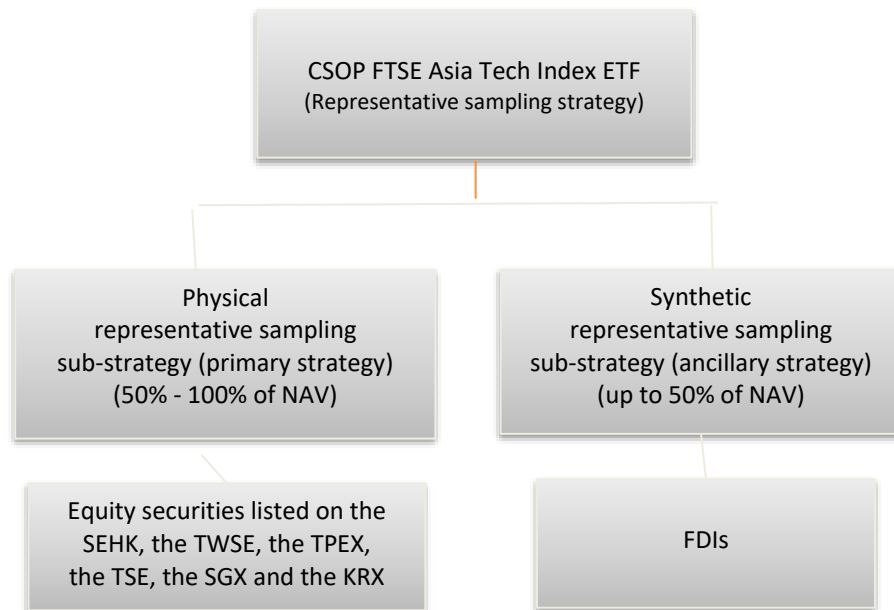 CSOP FTSE Asia Tech Index ETF
(Representative sampling strategy)
Physical
representative sampling
sub-strategy (primary strategy)
(50% - 100% of NAV)
Synthetic
representative sampling
sub-strategy (ancillary strategy)
(up to 50% of NAV)
Equity securities listed on the
SEHK, the TWSE, the TPEX,
the TSE, the SGX and the KRX
FDIs